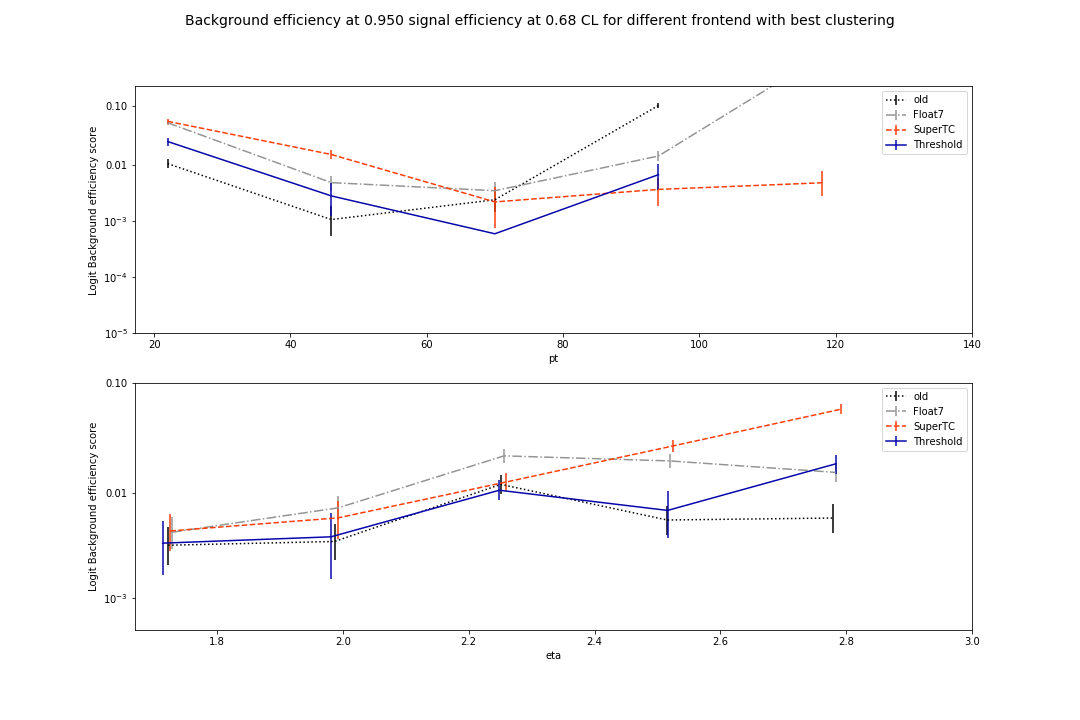 Background efficiency at 0.950 signal efficiency at 0.68 CL for different frontend with best clustering
Logit Background efficiency score
0.10
0.01
10⁻³
10⁻⁴
10⁻⁵
20 40 60 80 100 120 140
pt
old
Float7
SuperTC
Threshold
Logit Background efficiency score
0.10
0.01
10⁻³
1.8 2.0 2.2 2.4 2.6 2.8 3.0
eta
old
Float7
SuperTC
Threshold